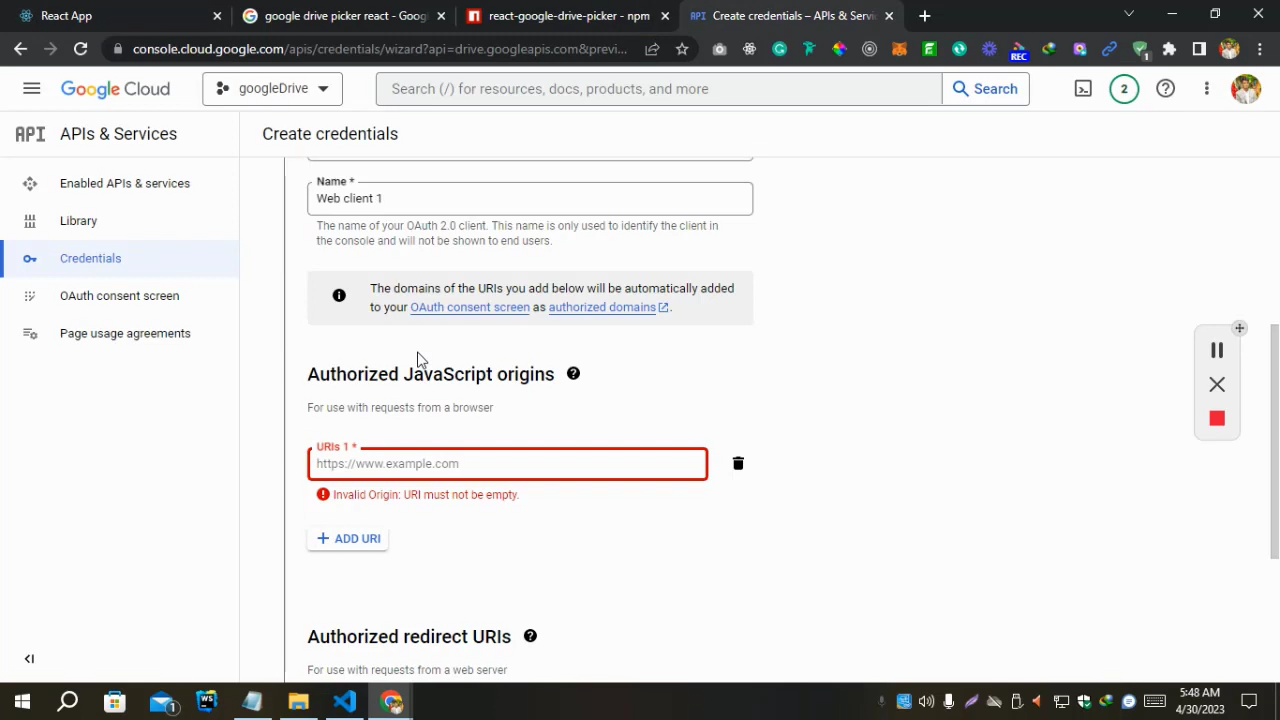 React App
google drive picker react - Goog
react-google-drive-picker - npm
API Create credentials – APIs & Servi
console.cloud.google.com/apis/credentials/wizard?api=drive.googleapis.com&previ...
REC
1
Google Cloud
googleDrive
Search (/) for resources, docs, products, and more
Search
2
API APIs & Services
Create credentials
Enabled APIs & services
Library
Credentials
OAuth consent screen
Page usage agreements
Name *
Web client 1
The name of your OAuth 2.0 client. This name is only used to identify the client in
the console and will not be shown to end users.
The domains of the URIs you add below will be automatically added
to your OAuth consent screen as authorized domains.
Authorized JavaScript origins
For use with requests from a browser
URIs 1 *
https://www.example.com
Invalid Origin: URI must not be empty.
+ ADD URI
Authorized redirect URIs
For use with requests from a web server
WS
1
5:48 AM
4/30/2023